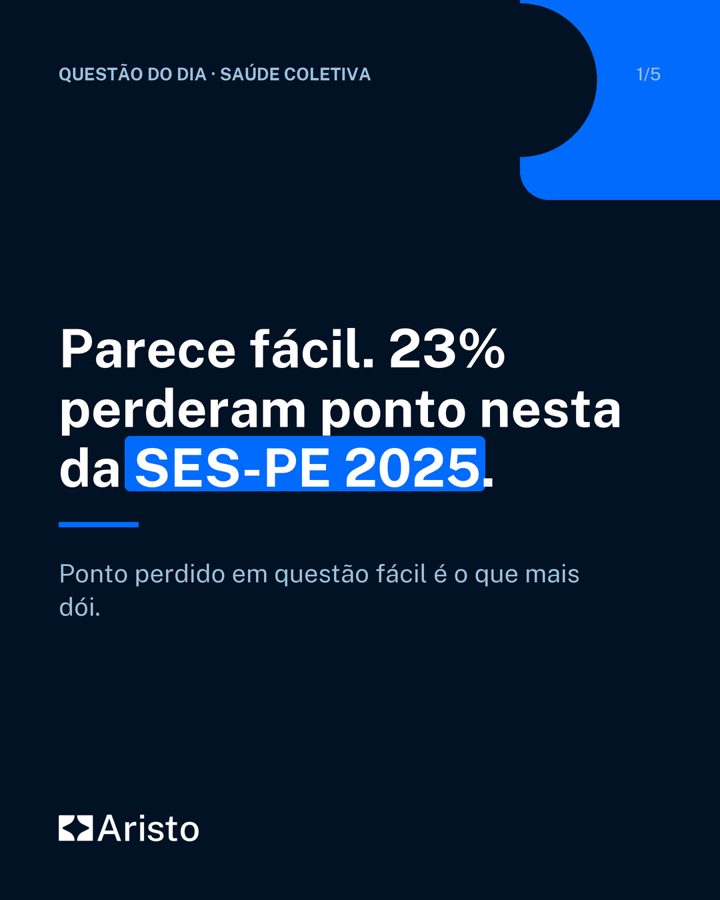 QUESTÃO DO DIA · SAÚDE COLETIVA
1/5
Parece fácil. 23%
perderam ponto nesta
da SES-PE 2025.
Ponto perdido em questão fácil é o que mais
dói.
Aristo